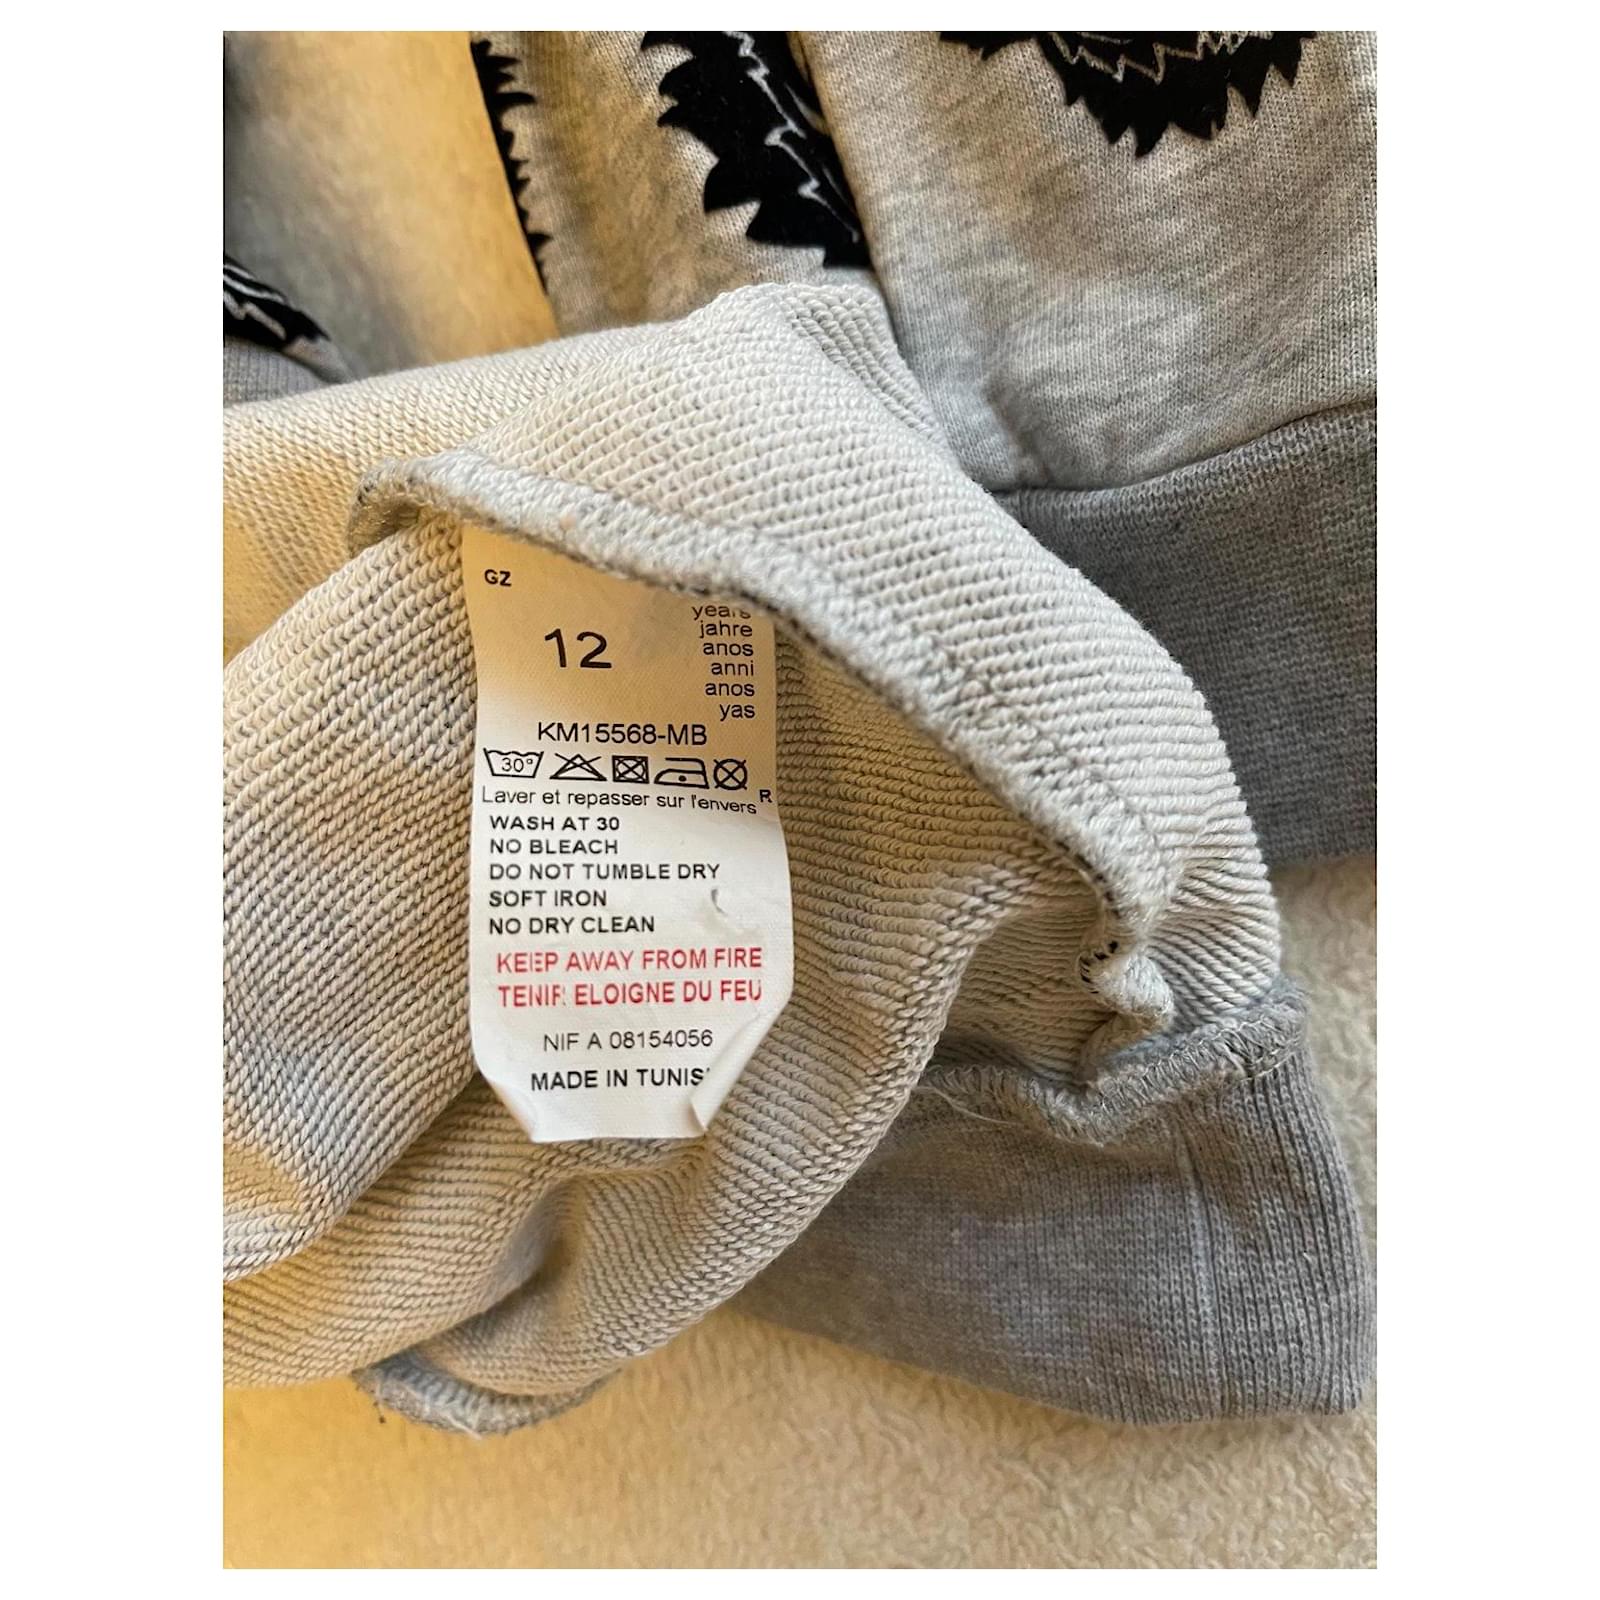 GZ
years
12
jahre
anos
anni
anos
yas
KM15568-MB
30°
Laver et repasser sur l'envers R
WASH AT 30
NO BLEACH
DO NOT TUMBLE DRY
SOFT IRON
NO DRY CLEAN
KEEP AWAY FROM FIRE
TENIR ELOIGNE DU FEU
NIF A 08154056
MADE IN TUNIS